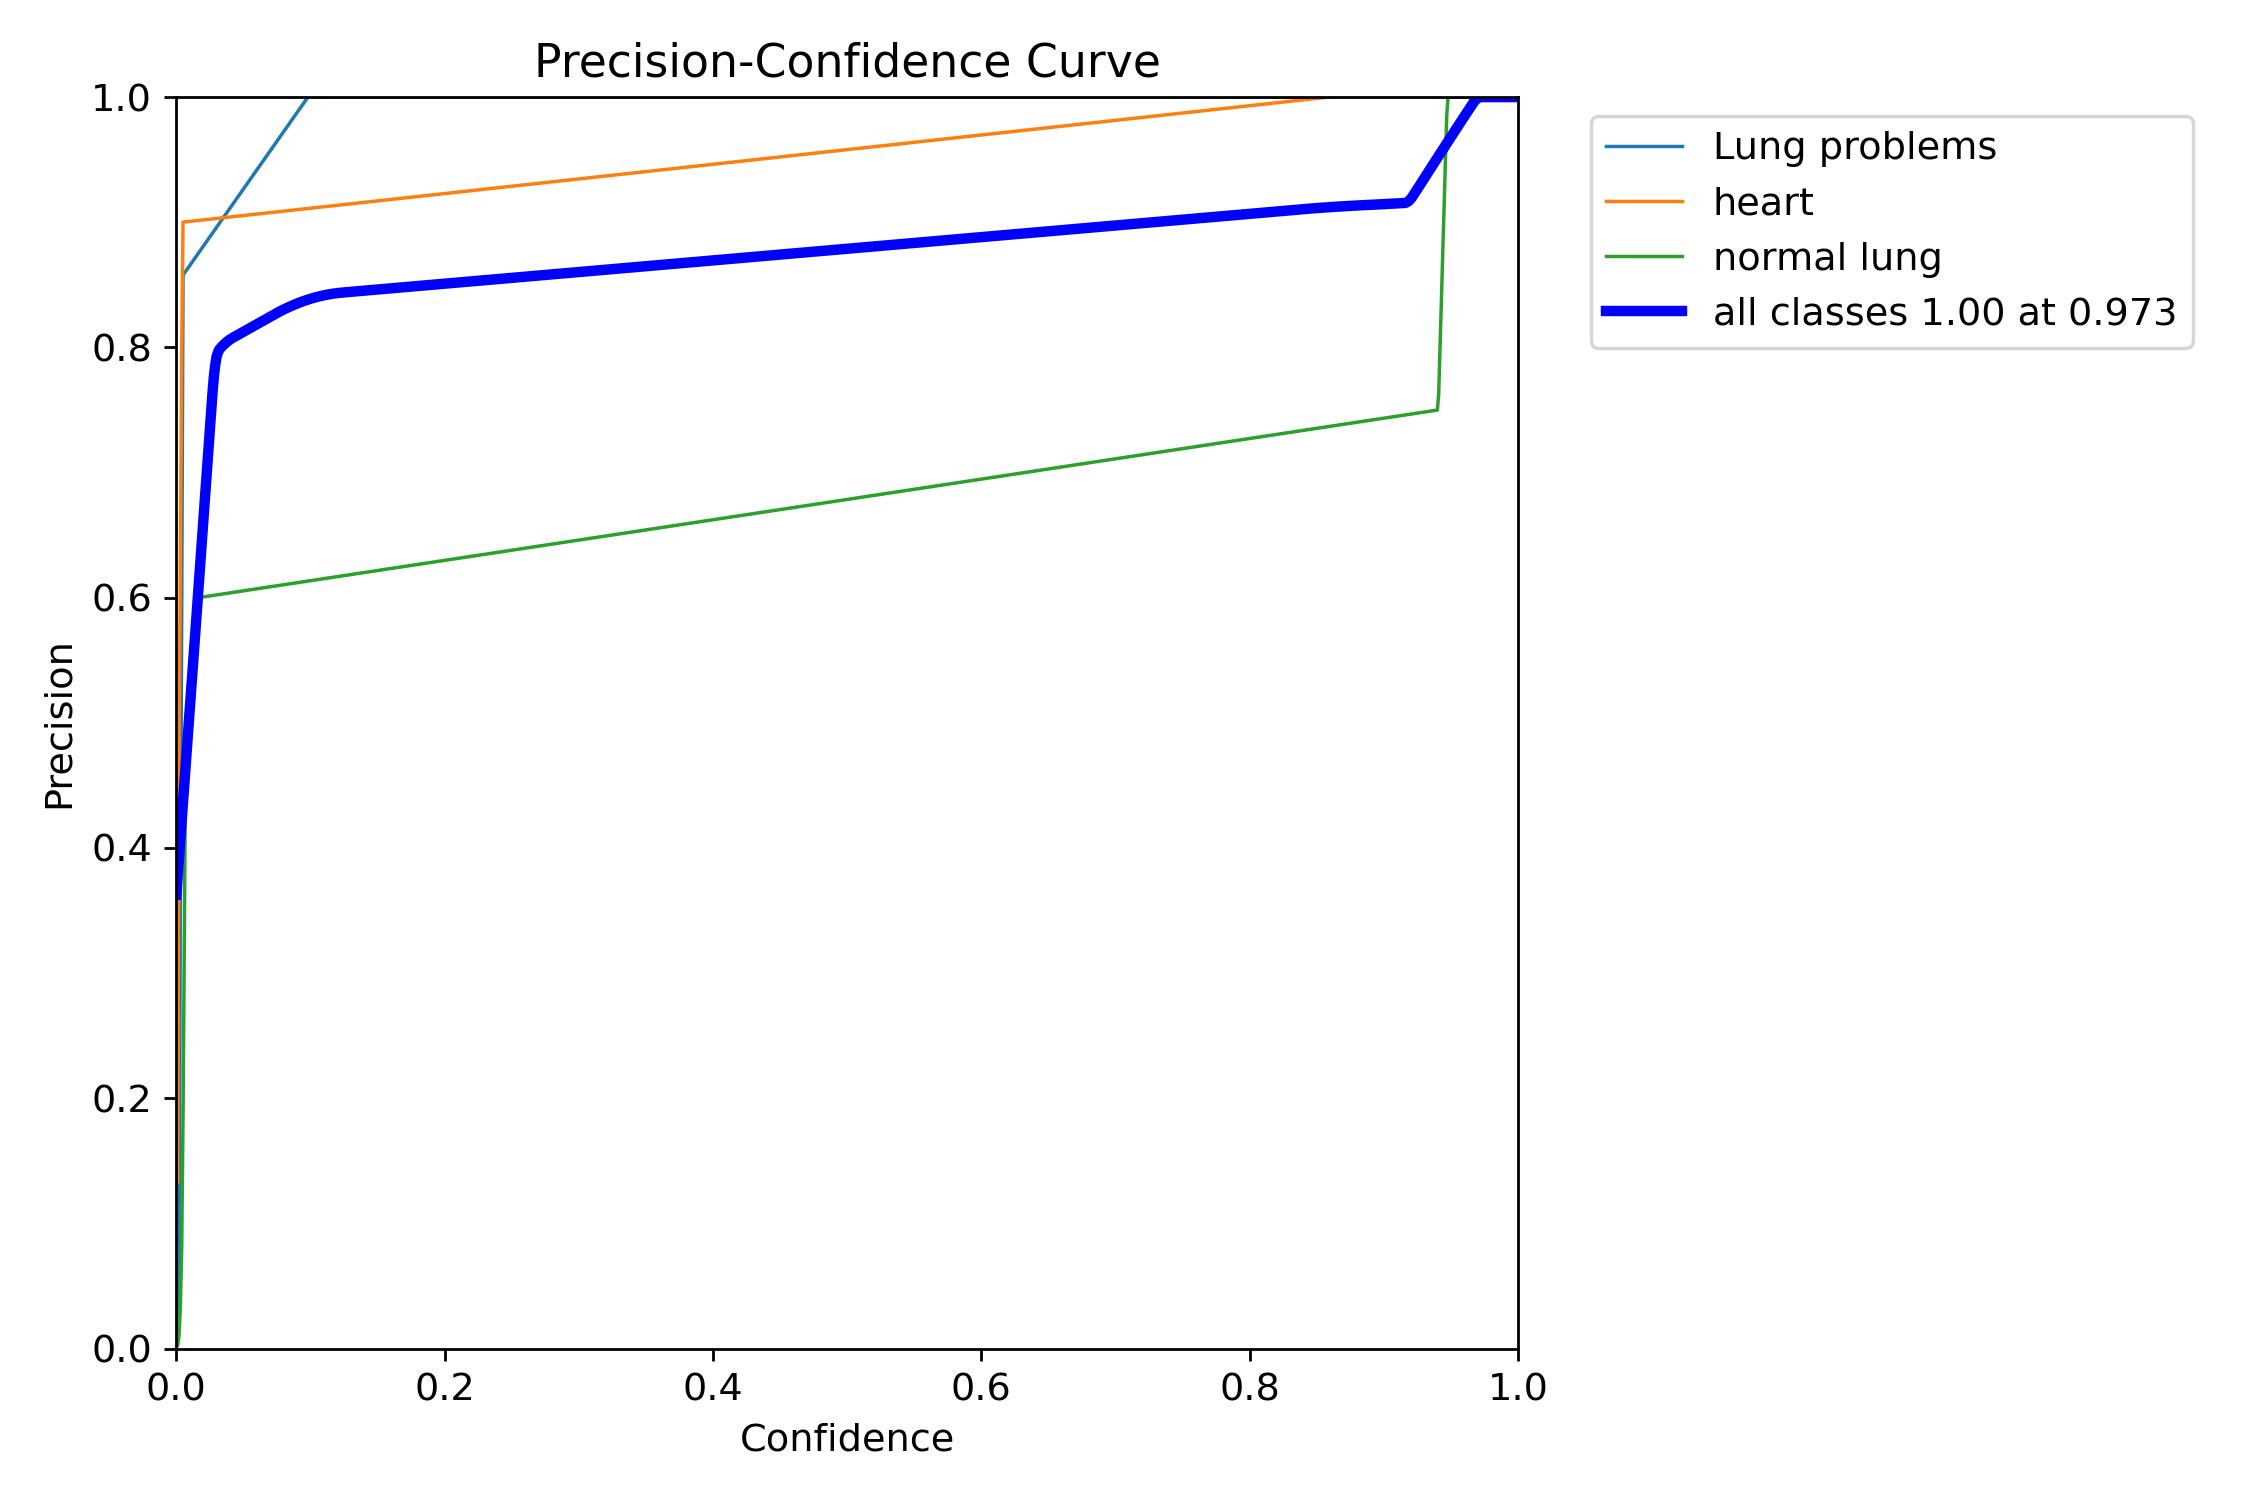 Precision-Confidence Curve
1.0
0.8
0.6
0.4
0.2
0.0
Precision
0.0 0.2 0.4 0.6 0.8 1.0
Confidence
Lung problems
heart
normal lung
all classes 1.00 at 0.973